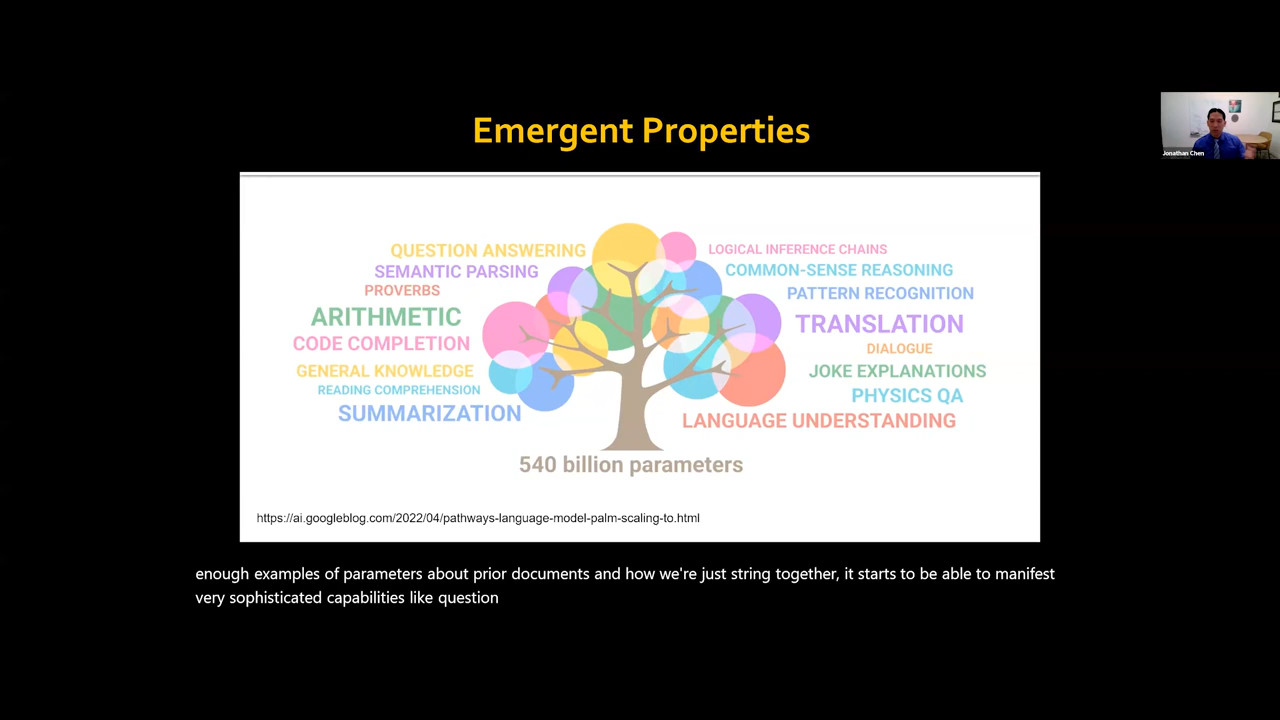 Emergent Properties
Jonathan Chen
QUESTION ANSWERING
SEMANTIC PARSING
PROVERBS
ARITHMETIC
CODE COMPLETION
GENERAL KNOWLEDGE
READING COMPREHENSION
SUMMARIZATION
LOGICAL INFERENCE CHAINS
COMMON-SENSE REASONING
PATTERN RECOGNITION
TRANSLATION
DIALOGUE
JOKE EXPLANATIONS
PHYSICS QA
LANGUAGE UNDERSTANDING
540 billion parameters
https://ai.googleblog.com/2022/04/pathways-language-model-palm-scaling-to.html
enough examples of parameters about prior documents and how we're just string together, it starts to be able to manifest
very sophisticated capabilities like question